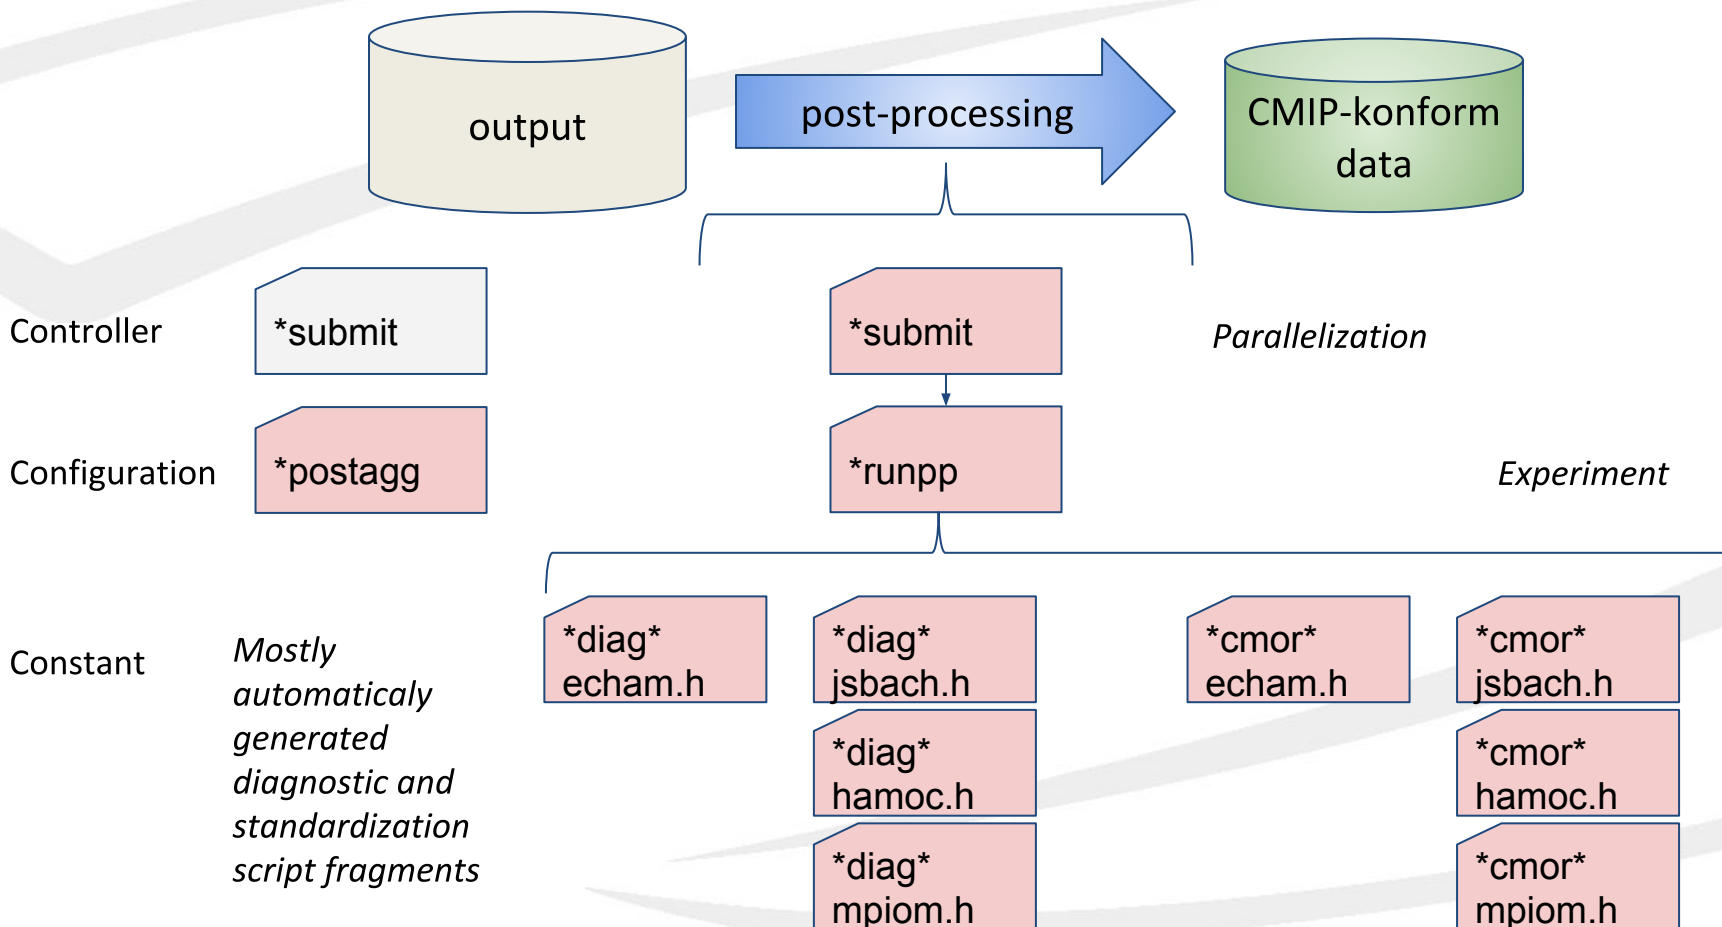 output
post-processing
CMIP-konform
data
Controller
*submit
*submit
Parallelization
Configuration
*postagg
*runpp
Experiment
Constant
Mostly
automaticaly
generated
diagnostic and
standardization
script fragments
*diag*
echam.h
*diag*
jsbach.h
*diag*
hamoc.h
*diag*
mpiom.h
*cmor*
echam.h
*cmor*
jsbach.h
*cmor*
hamoc.h
*cmor*
mpiom.h